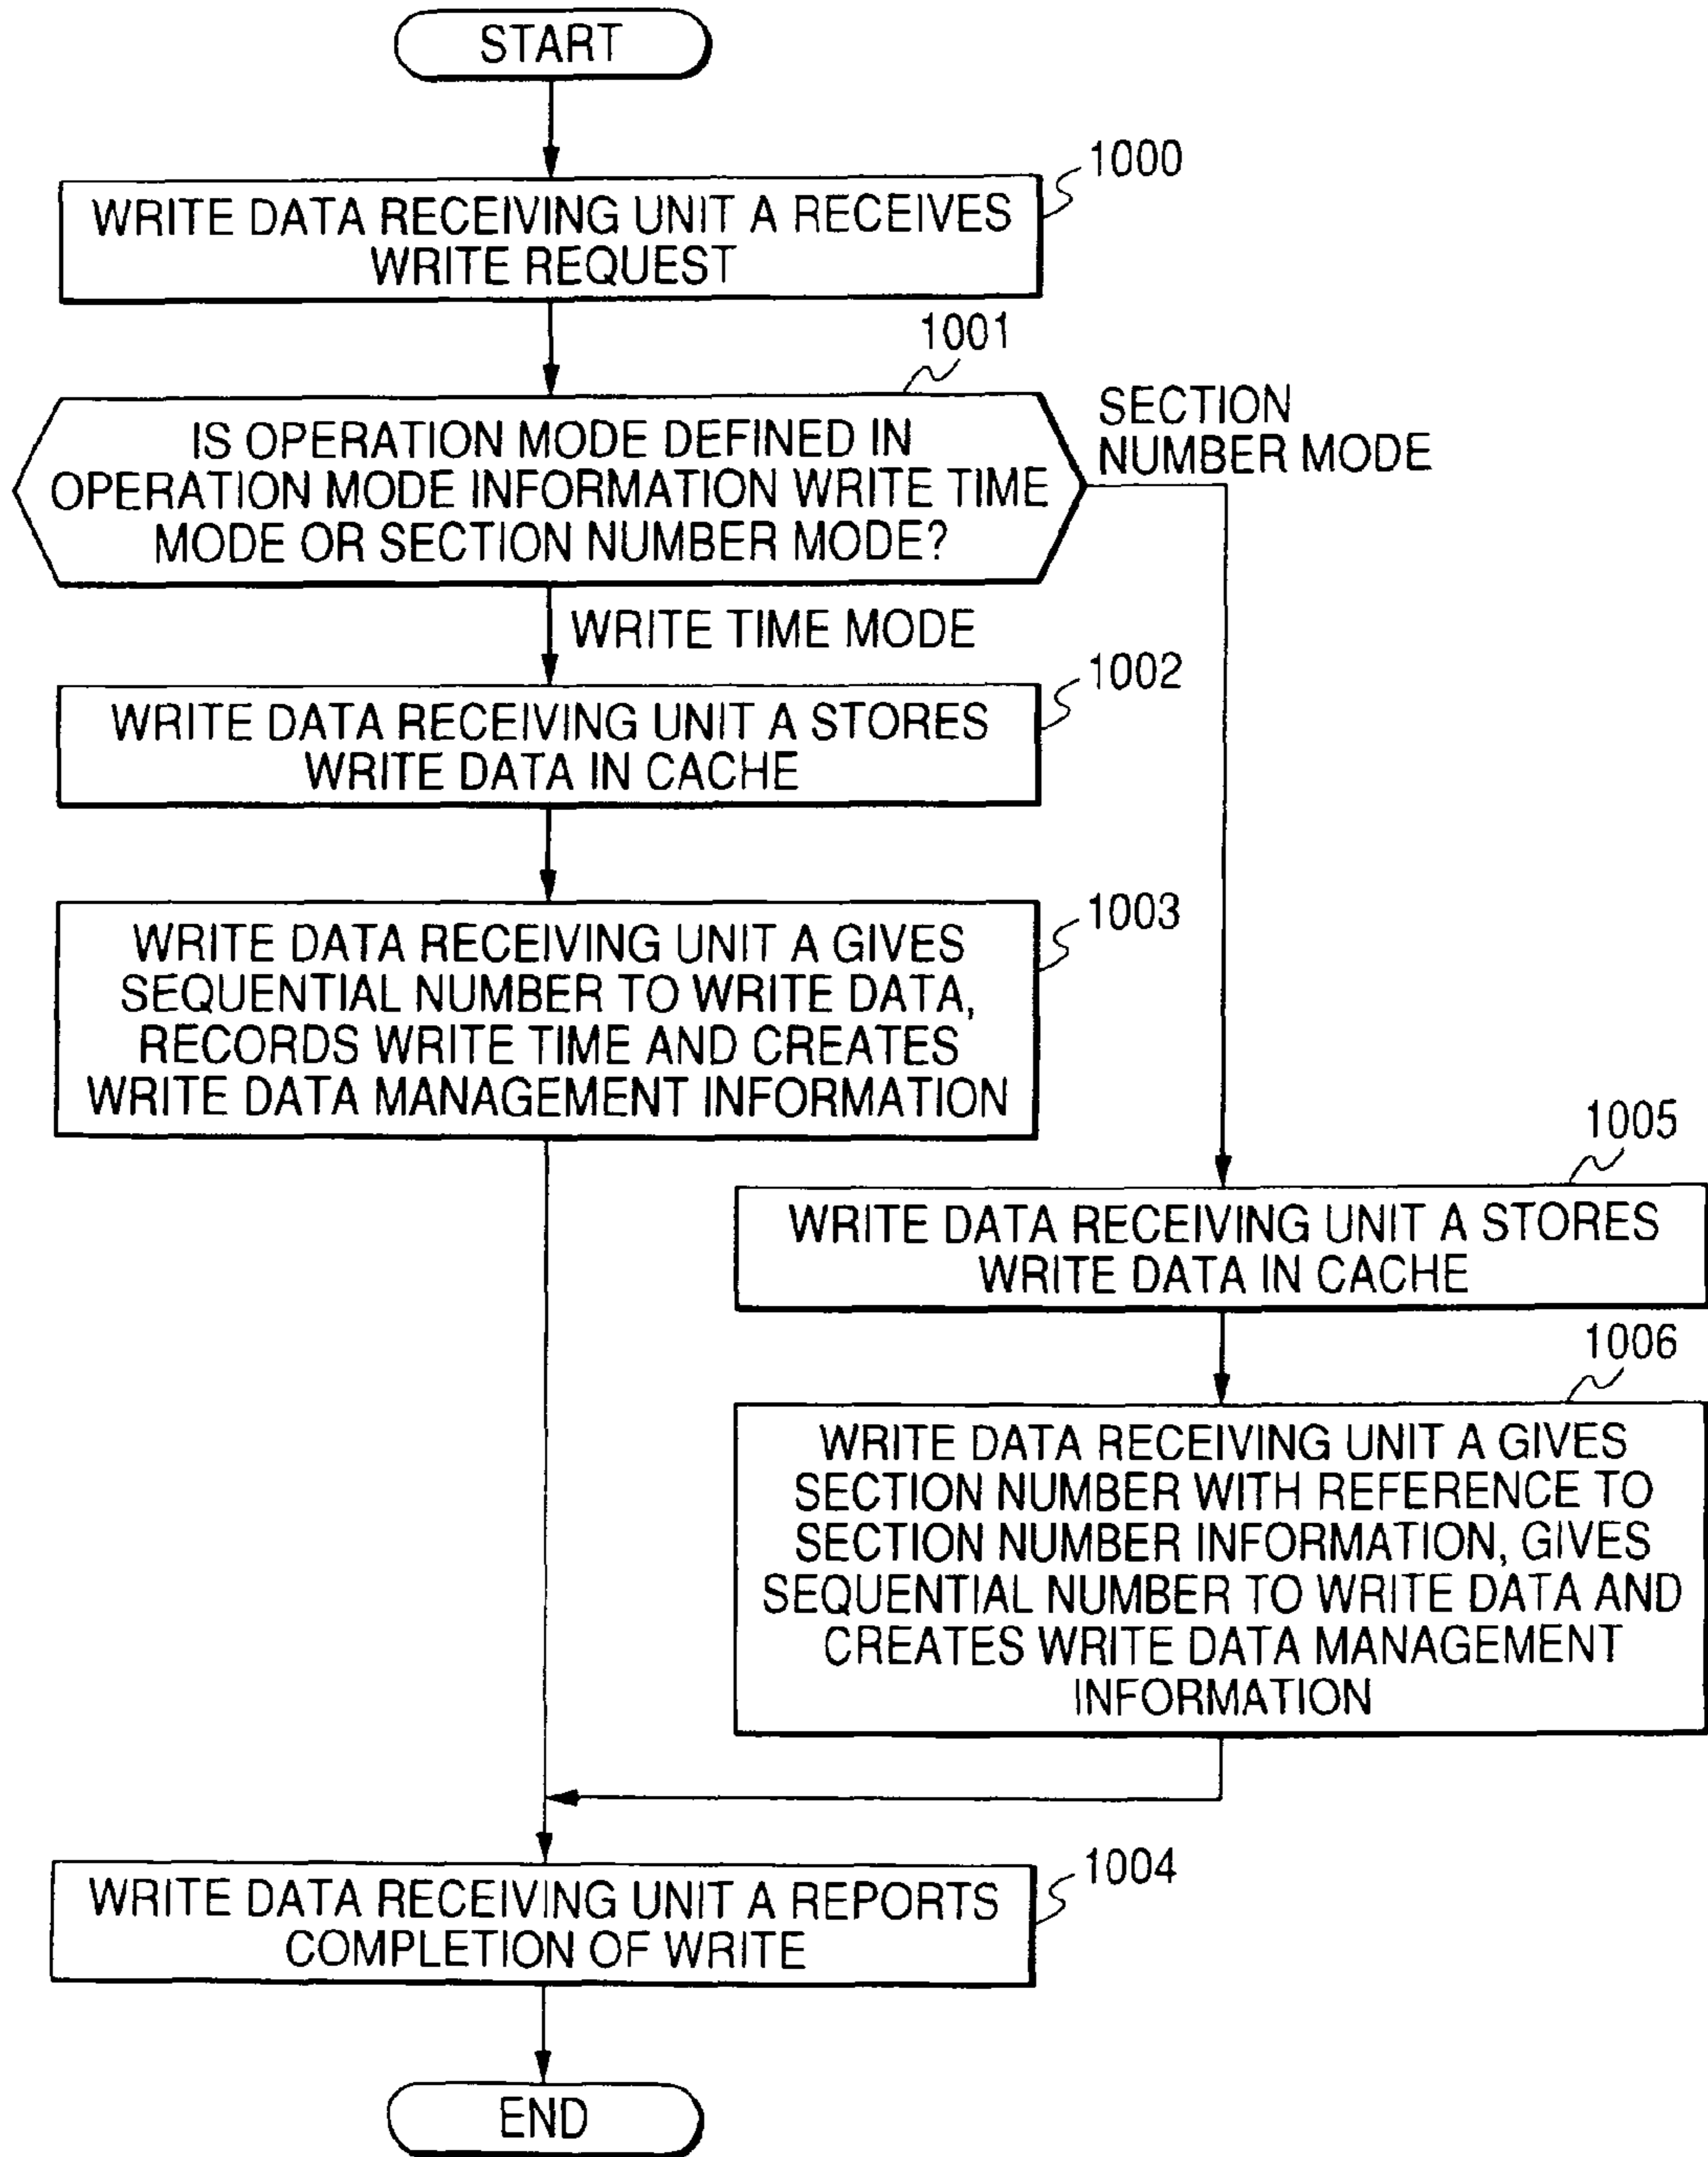 START
1000
WRITE DATA RECEIVING UNIT A RECEIVES
WRITE REQUEST
1001
IS OPERATION MODE DEFINED IN
OPERATION MODE INFORMATION WRITE TIME
MODE OR SECTION NUMBER MODE?
SECTION
NUMBER MODE
WRITE TIME MODE
1002
WRITE DATA RECEIVING UNIT A STORES
WRITE DATA IN CACHE
1003
WRITE DATA RECEIVING UNIT A GIVES
SEQUENTIAL NUMBER TO WRITE DATA,
RECORDS WRITE TIME AND CREATES
WRITE DATA MANAGEMENT INFORMATION
1005
WRITE DATA RECEIVING UNIT A STORES
WRITE DATA IN CACHE
1006
WRITE DATA RECEIVING UNIT A GIVES
SECTION NUMBER WITH REFERENCE TO
SECTION NUMBER INFORMATION, GIVES
SEQUENTIAL NUMBER TO WRITE DATA AND
CREATES WRITE DATA MANAGEMENT
INFORMATION
1004
WRITE DATA RECEIVING UNIT A REPORTS
COMPLETION OF WRITE
END